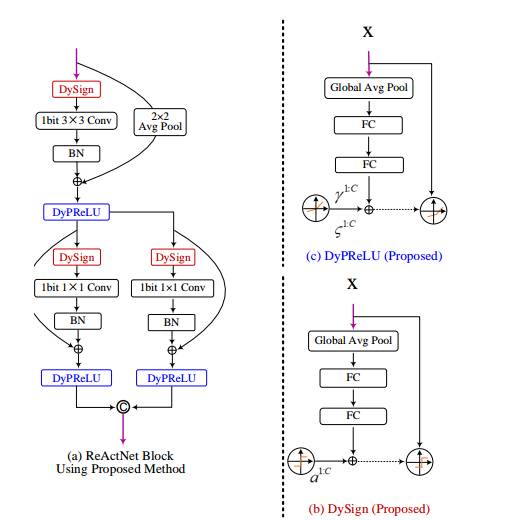 DySign
1bit 3×3 Conv
2×2
Avg Pool
BN
DyPReLU
DySign
DySign
1bit 1×1 Conv
1bit 1×1 Conv
BN
BN
DyPReLU
DyPReLU
C
(a) ReActNet Block
Using Proposed Method
X
Global Avg Pool
FC
FC
γ^1:C
ς^1:C
(c) DyPReLU (Proposed)
X
Global Avg Pool
FC
FC
a^1:C
(b) DySign (Proposed)